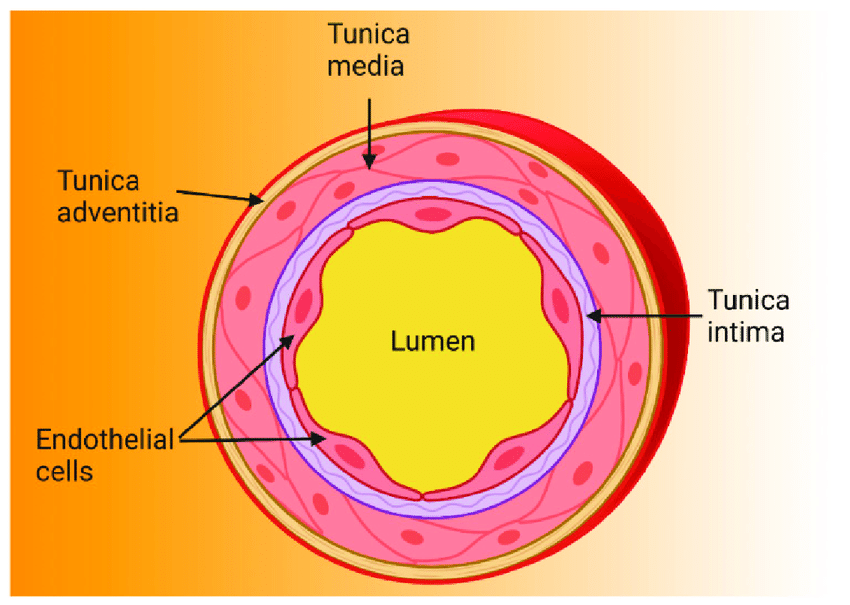 Tunica
media
Tunica
adventitia
Tunica
intima
Lumen
Endothelial
cells